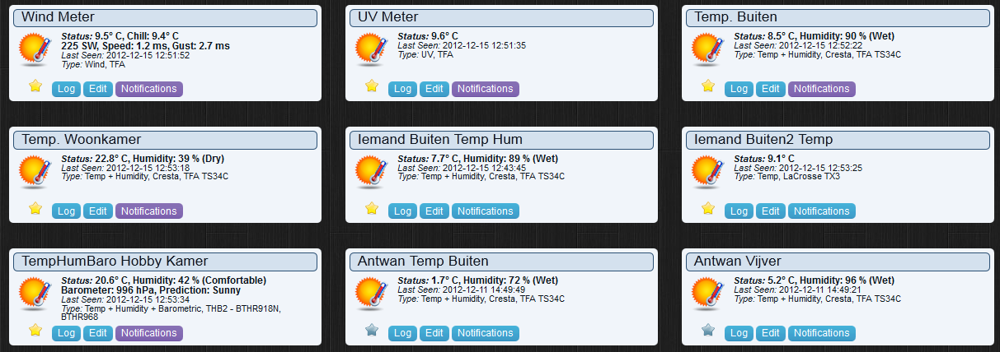 Wind Meter
Status: 9.5° C, Chill: 9.4° C
225 SW, Speed: 1.2 ms, Gust: 2.7 ms
Last Seen: 2012-12-15 12:51:52
Type: Wind, TFA
Log Edit Notifications
UV Meter
Status: 9.6° C
Last Seen: 2012-12-15 12:51:35
Type: UV, TFA
Log Edit Notifications
Temp. Buiten
Status: 8.5° C, Humidity: 90 % (Wet)
Last Seen: 2012-12-15 12:52:22
Type: Temp + Humidity, Cresta, TFA TS34C
Log Edit Notifications
Temp. Woonkamer
Status: 22.8° C, Humidity: 39 % (Dry)
Last Seen: 2012-12-15 12:53:18
Type: Temp + Humidity, Cresta, TFA TS34C
Log Edit Notifications
Iemand Buiten Temp Hum
Status: 7.7° C, Humidity: 89 % (Wet)
Last Seen: 2012-12-15 12:43:45
Type: Temp + Humidity, Cresta, TFA TS34C
Log Edit Notifications
Iemand Buiten2 Temp
Status: 9.1° C
Last Seen: 2012-12-15 12:53:25
Type: Temp, LaCrosse TX3
Log Edit Notifications
TempHumBaro Hobby Kamer
Status: 20.6° C, Humidity: 42 % (Comfortable)
Barometer: 996 hPa, Prediction: Sunny
Last Seen: 2012-12-15 12:53:34
Type: Temp + Humidity + Barometric, THB2 - BTHR918N,
BTHR968
Log Edit Notifications
Antwan Temp Buiten
Status: 1.7° C, Humidity: 72 % (Wet)
Last Seen: 2012-12-11 14:49:49
Type: Temp + Humidity, Cresta, TFA TS34C
Log Edit Notifications
Antwan Vijver
Status: 5.2° C, Humidity: 96 % (Wet)
Last Seen: 2012-12-11 14:49:21
Type: Temp + Humidity, Cresta, TFA TS34C
Log Edit Notifications